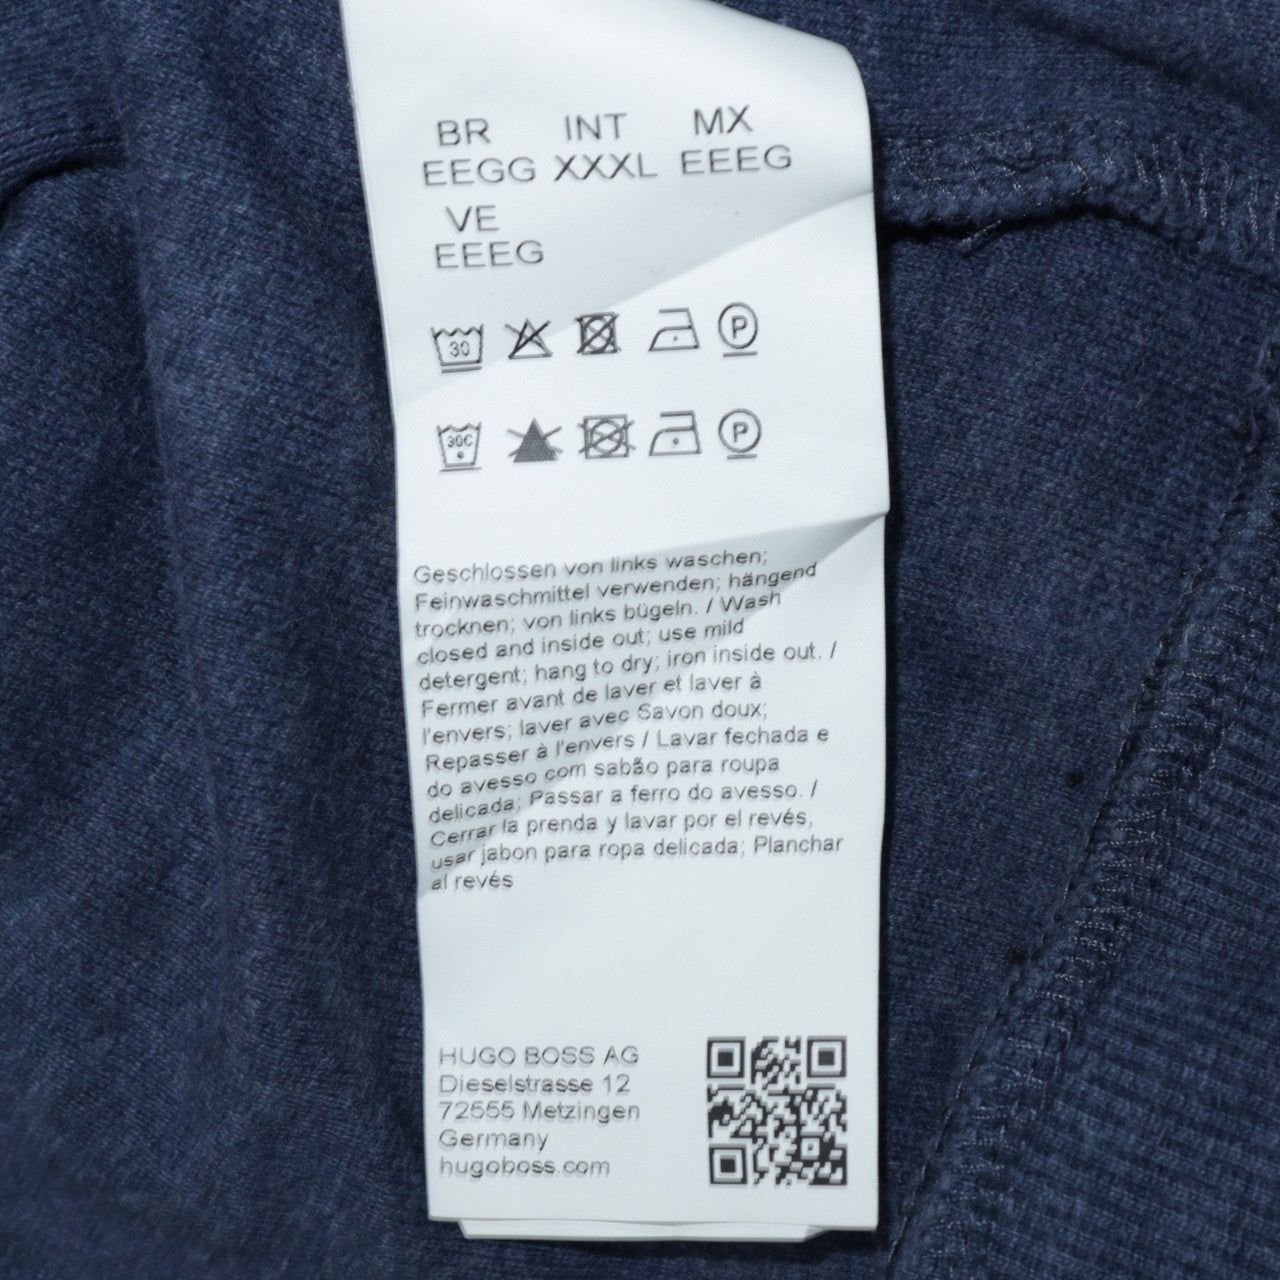 BR INT MX
EEGG XXXL EEEG
VE
EEEG
30
P
30C
P
Geschlossen von links waschen;
Feinwaschmittel verwenden; hängend
trocknen; von links bügeln. / Wash
closed and inside out; use mild
detergent; hang to dry; iron inside out. /
Fermer avant de laver et laver à
l'envers; laver avec Savon doux;
Repasser à l'envers / Lavar fechada e
do avesso com sabão para roupa
delicada; Passar a ferro do avesso. /
Cerrar la prenda y lavar por el revés,
usar jabon para ropa delicada; Planchar
al revés
HUGO BOSS AG
Dieselstrasse 12
72555 Metzingen
Germany
hugoboss.com